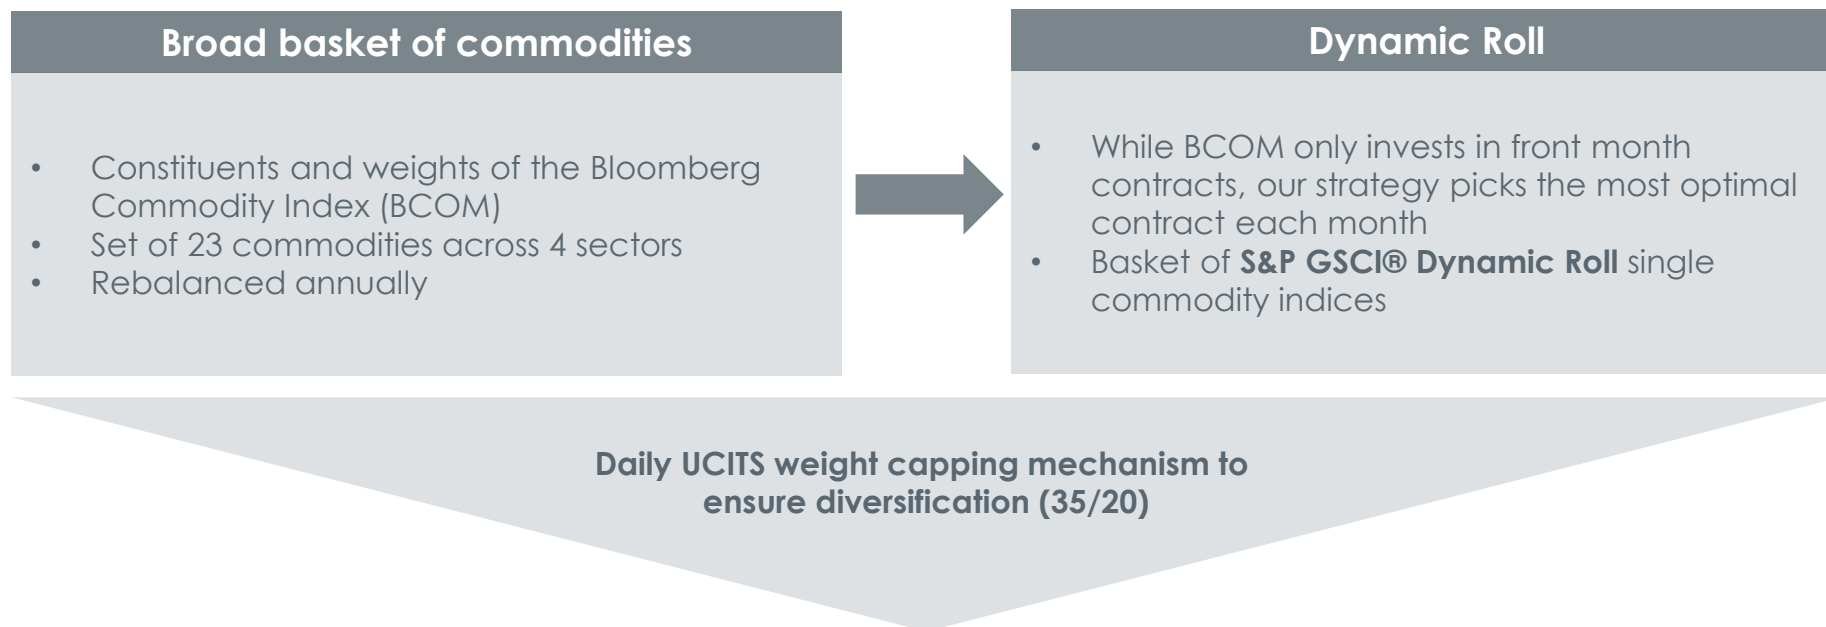 Broad basket of commodities
• Constituents and weights of the Bloomberg
Commodity Index (BCOM)
• Set of 23 commodities across 4 sectors
• Rebalanced annually
Dynamic Roll
• While BCOM only invests in front month
contracts, our strategy picks the most optimal
contract each month
• Basket of S&P GSCI® Dynamic Roll single
commodity indices
Daily UCITS weight capping mechanism to
ensure diversification (35/20)